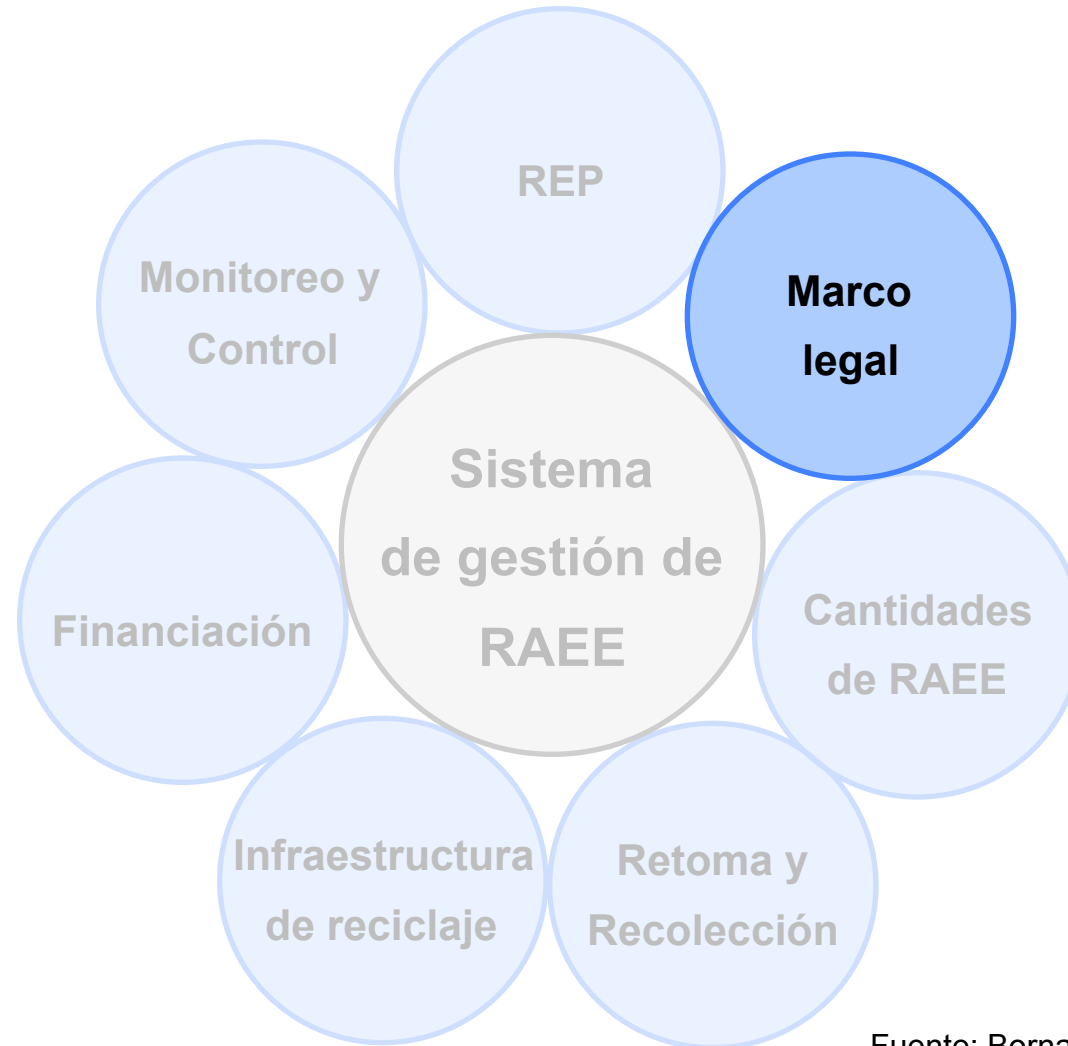 REP
Marco
legal
Monitoreo y
Control
Sistema
de gestión de
RAEE
Cantidades
de RAEE
Financiación
Infraestructura
de reciclaje
Retoma y
Recolección
Fuente: